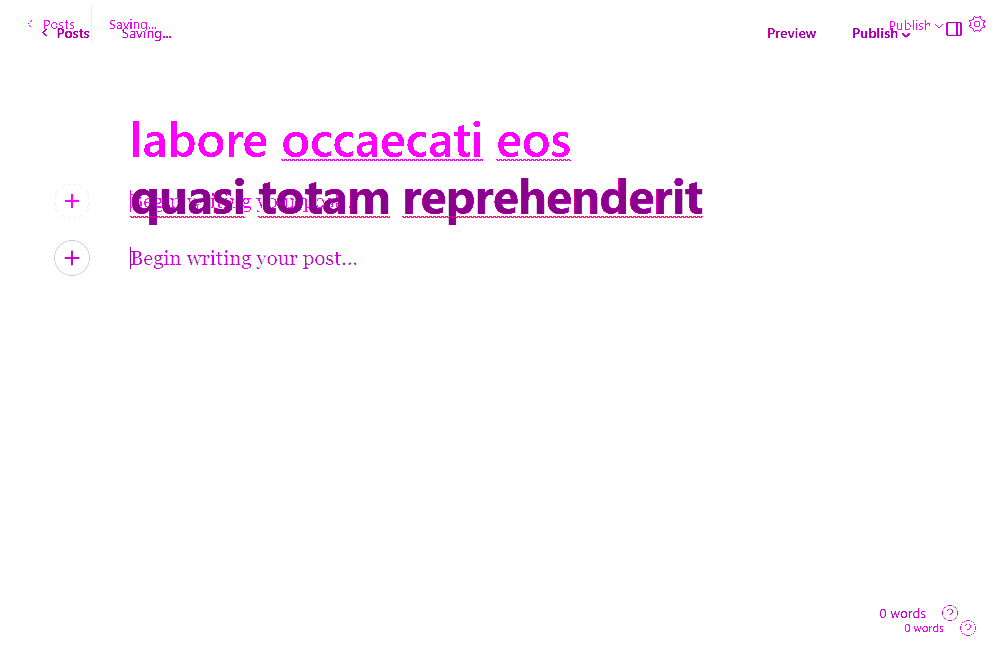 Posts Saving... Publish
Posts Saving... Preview Publish
labore occaecati eos
quasi totam reprehenderit
Begin writing your post...
Begin writing your post...
0 words
0 words